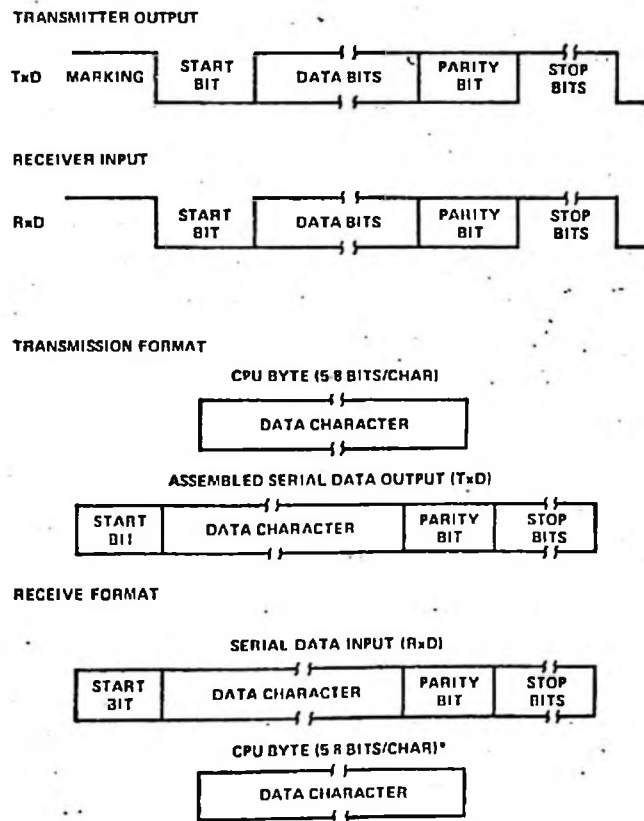 TRANSMITTER OUTPUT
TxD MARKING START BIT DATA BITS PARITY BIT STOP BITS
RECEIVER INPUT
RxD START BIT DATA BITS PARITY BIT STOP BITS
TRANSMISSION FORMAT
CPU BYTE (5-8 BITS/CHAR)
DATA CHARACTER
ASSEMBLED SERIAL DATA OUTPUT (TxD)
START BIT DATA CHARACTER PARITY BIT STOP BITS
RECEIVE FORMAT
SERIAL DATA INPUT (RxD)
START BIT DATA CHARACTER PARITY BIT STOP BITS
CPU BYTE (5-8 BITS/CHAR)*
DATA CHARACTER